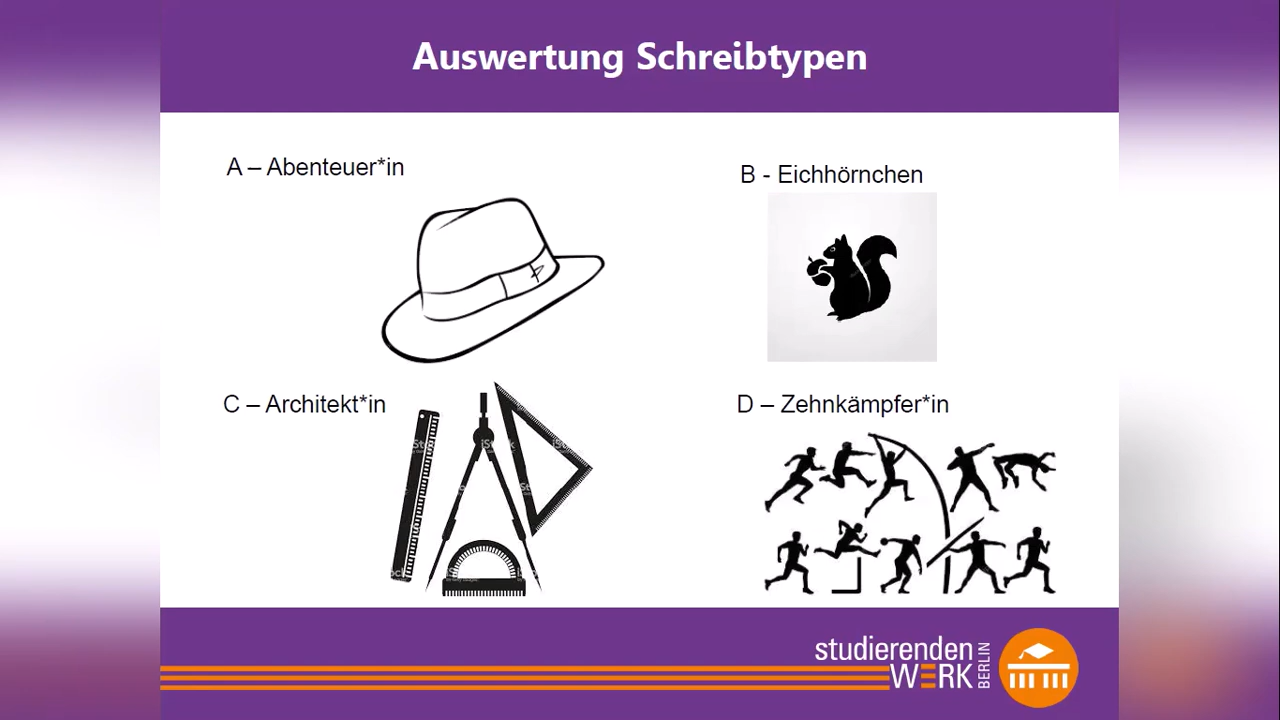 Auswertung Schreibtypen
A – Abenteuer*in
B - Eichhörnchen
C – Architekt*in
D – Zehnkämpfer*in
studierenden
WERK
BERLIN